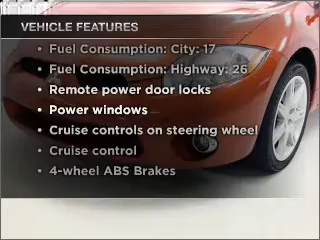 VEHICLE FEATURES
• Fuel Consumption: City: 17
• Fuel Consumption: Highway: 26
• Remote power door locks
• Power windows
• Cruise controls on steering wheel
• Cruise control
• 4-wheel ABS Brakes